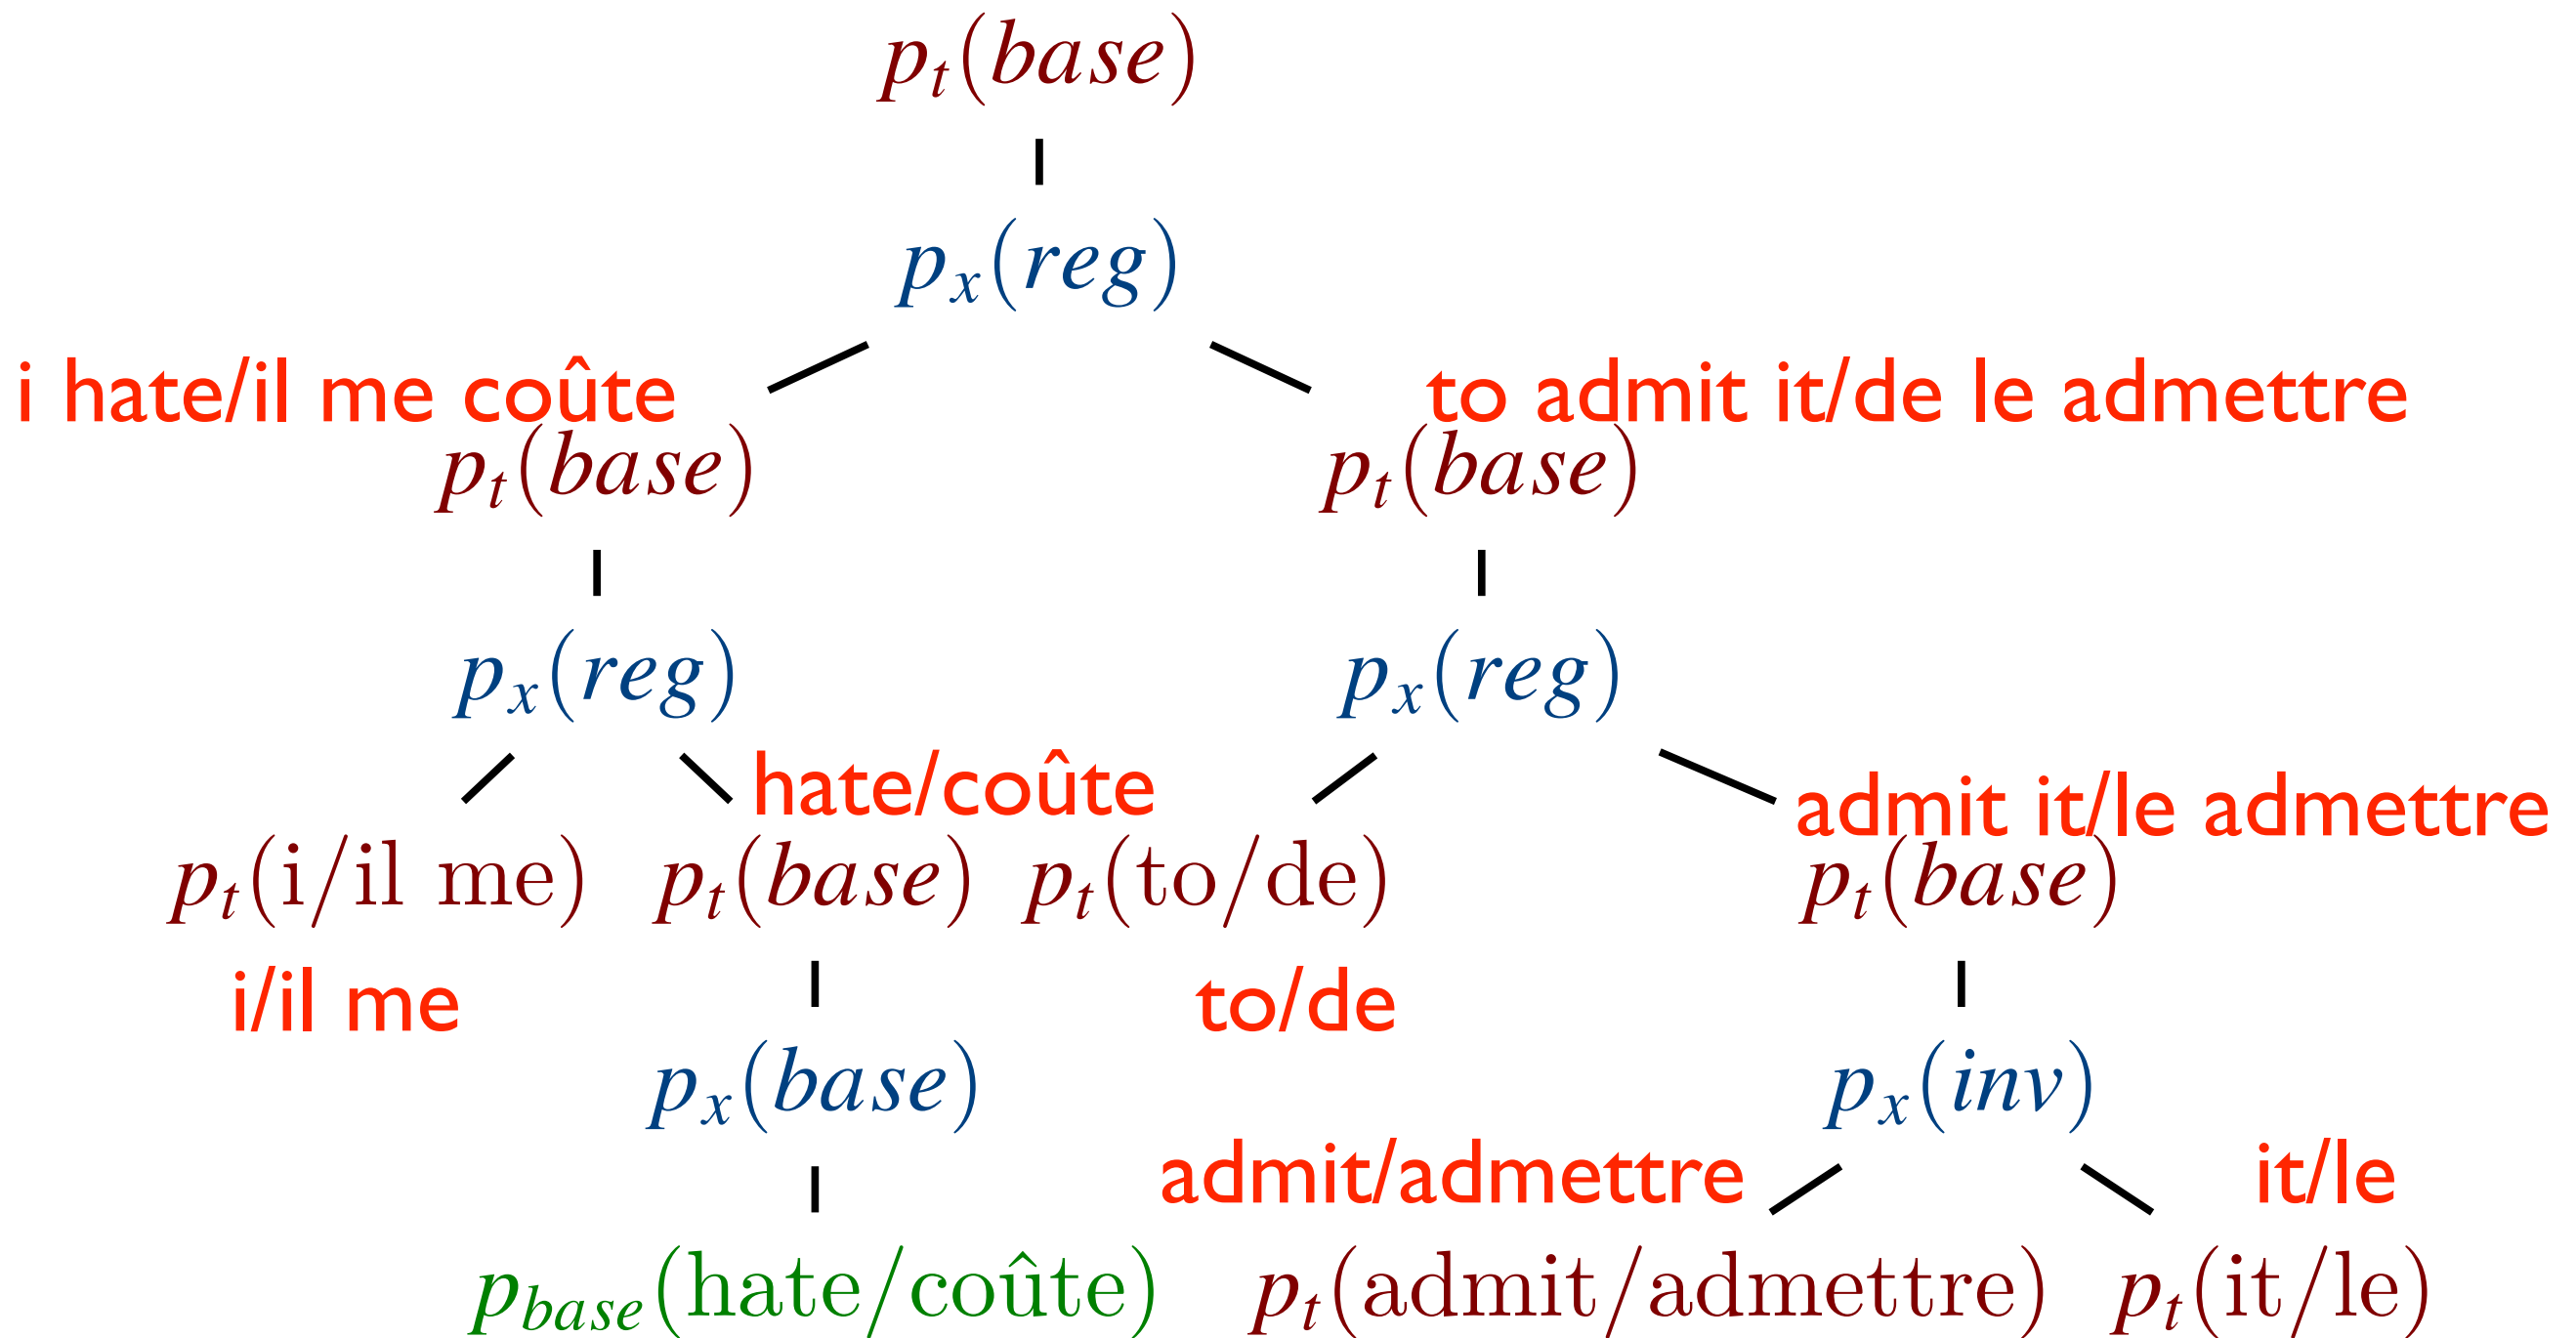 pt(base)
px(reg)
i hate/il me coûte
to admit it/de le admettre
pt(base)
pt(base)
px(reg)
px(reg)
hate/coûte
admit it/le admettre
pt(i/il me)
pt(base)
pt(to/de)
pt(base)
i/il me
to/de
px(base)
px(inv)
admit/admettre
it/le
pbase(hate/coûte)
pt(admit/admettre)
pt(it/le)